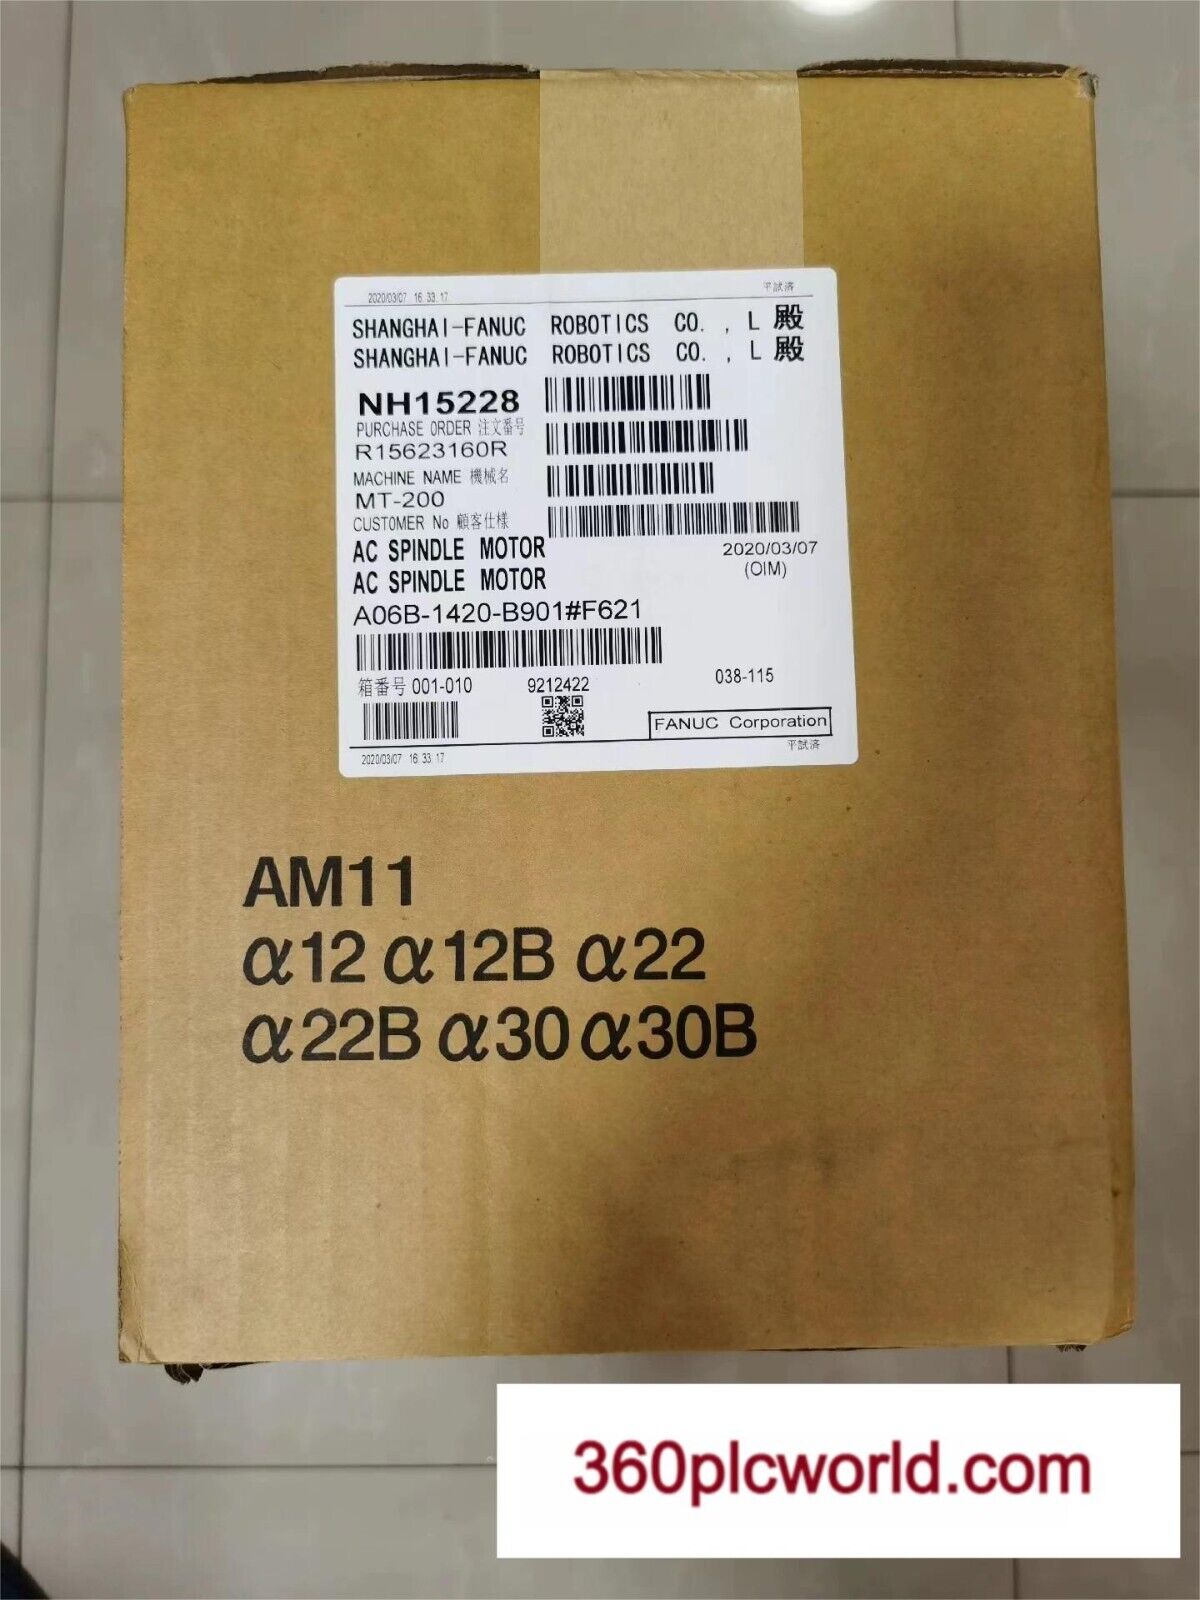 2020/03/07 16 33 17 平試済
SHANGHAI-FANUC ROBOTICS CO. , L 殿
SHANGHAI-FANUC ROBOTICS CO. , L 殿
NH15228
PURCHASE ORDER 注文番号
R15623160R
MACHINE NAME 機械名
MT-200
CUSTOMER No 顧客仕様
AC SPINDLE MOTOR 2020/03/07
AC SPINDLE MOTOR (OIM)
A06B-1420-B901#F621
箱番号 001-010 9212422 038-115
FANUC Corporation
2020/03/07 16 33 17 平試済
AM11
α12 α12B α22
α22B α30 α30B
360plcworld.com